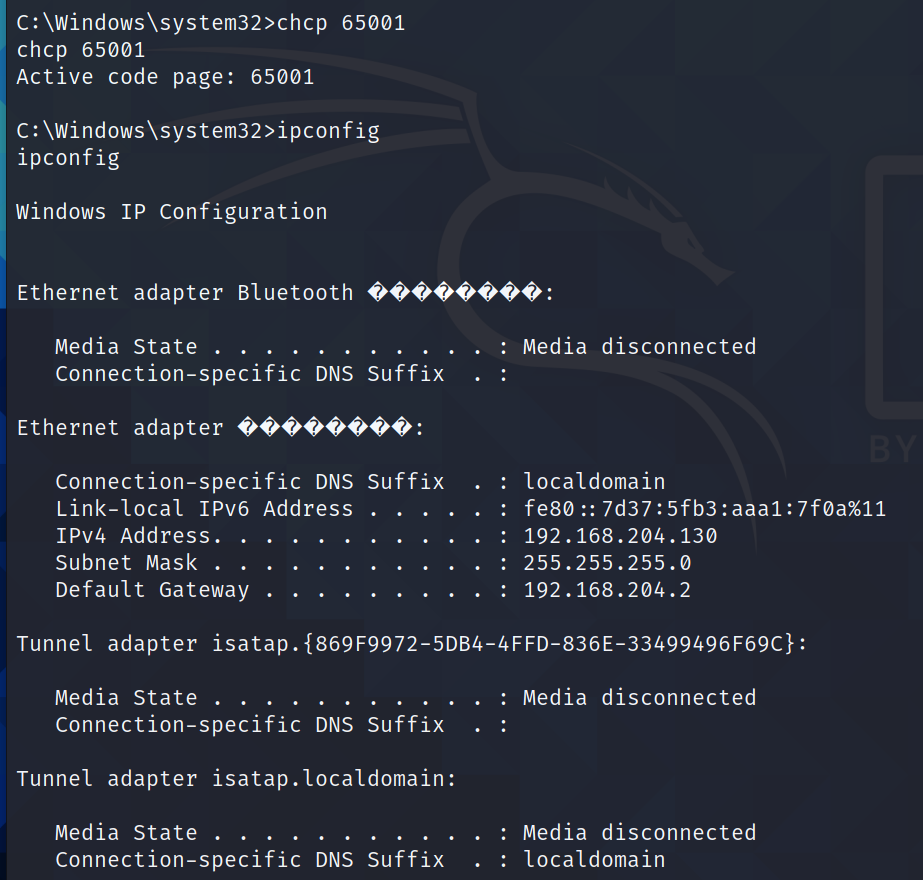 C:\Windows\system32>chcp 65001
chcp 65001
Active code page: 65001
C:\Windows\system32>ipconfig
ipconfig
Windows IP Configuration
Ethernet adapter Bluetooth ��������:
Media State . . . . . . . . . . . : Media disconnected
Connection-specific DNS Suffix  . :
Ethernet adapter ��������:
Connection-specific DNS Suffix  . : localdomain
Link-local IPv6 Address . . . . . : fe80::7d37:5fb3:aaa1:7f0a%11
IPv4 Address. . . . . . . . . . . : 192.168.204.130
Subnet Mask . . . . . . . . . . . : 255.255.255.0
Default Gateway . . . . . . . . . : 192.168.204.2
Tunnel adapter isatap.{869F9972-5DB4-4FFD-836E-33499496F69C}:
Media State . . . . . . . . . . . : Media disconnected
Connection-specific DNS Suffix  . :
Tunnel adapter isatap.localdomain:
Media State . . . . . . . . . . . : Media disconnected
Connection-specific DNS Suffix  . : localdomain
BY